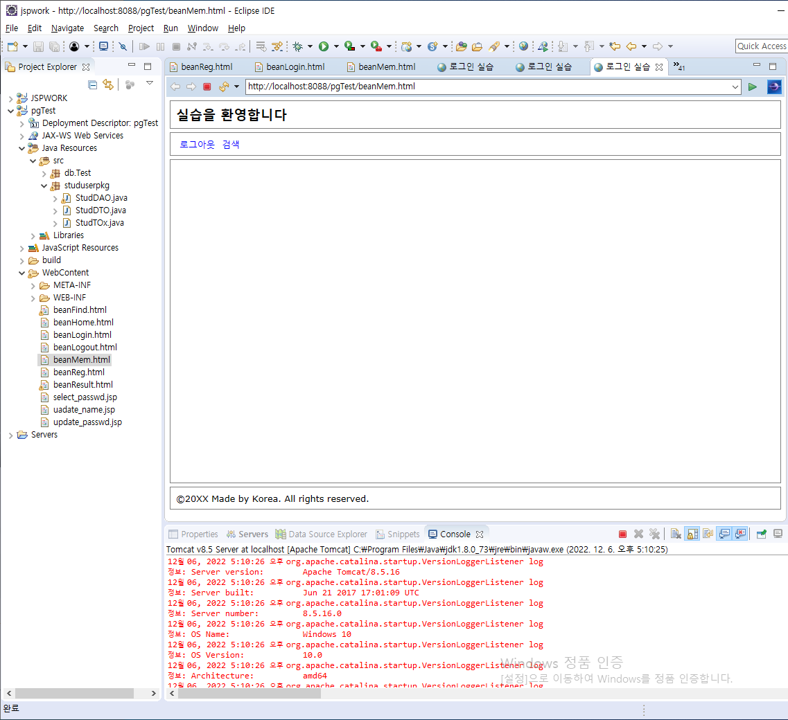 jspwork - http://localhost:8088/pgTest/beanMem.html - Eclipse IDE
File Edit Navigate Search Project Run Window Help
Quick Access
Project Explorer
beanReg.html beanLogin.html beanMem.html 로그인 실습 로그인 실습 로그인 실습 41
http://localhost:8088/pgTest/beanMem.html
JSPWORK
pgTest
Deployment Descriptor: pgTest
JAX-WS Web Services
Java Resources
src
db.Test
studuserpkg
StudDAO.java
StudDTO.java
StudTOx.java
Libraries
JavaScript Resources
build
WebContent
META-INF
WEB-INF
beanFind.html
beanHome.html
beanLogin.html
beanLogout.html
beanMem.html
beanReg.html
beanResult.html
select_passwd.jsp
uadate_name.jsp
update_passwd.jsp
Servers
실습을 환영합니다
로그아웃 검색
©20XX Made by Korea. All rights reserved.
Properties Servers Data Source Explorer Snippets Console
Tomcat v8.5 Server at localhost [Apache Tomcat] C:₩Program Files₩Java₩jdk1.8.0_73₩jre₩bin₩javaw.exe (2022. 12. 6. 오후 5:10:25)
12월 06, 2022 5:10:26 오후 org.apache.catalina.startup.VersionLoggerListener log
정보: Server version: Apache Tomcat/8.5.16
12월 06, 2022 5:10:26 오후 org.apache.catalina.startup.VersionLoggerListener log
정보: Server built: Jun 21 2017 17:01:09 UTC
12월 06, 2022 5:10:26 오후 org.apache.catalina.startup.VersionLoggerListener log
정보: Server number: 8.5.16.0
12월 06, 2022 5:10:26 오후 org.apache.catalina.startup.VersionLoggerListener log
정보: OS Name: Windows 10
12월 06, 2022 5:10:26 오후 org.apache.catalina.startup.VersionLoggerListener log
정보: OS Version: 10.0
12월 06, 2022 5:10:26 오후 org.apache.catalina.startup.VersionLoggerListener log
정보: Architecture: amd64
12월 06, 2022 5:10:26 오후 org.apache.catalina.startup.VersionLoggerListener log
Windows 정품 인증
[설정]으로 이동하여 Windows를 정품 인증합니다.
완료